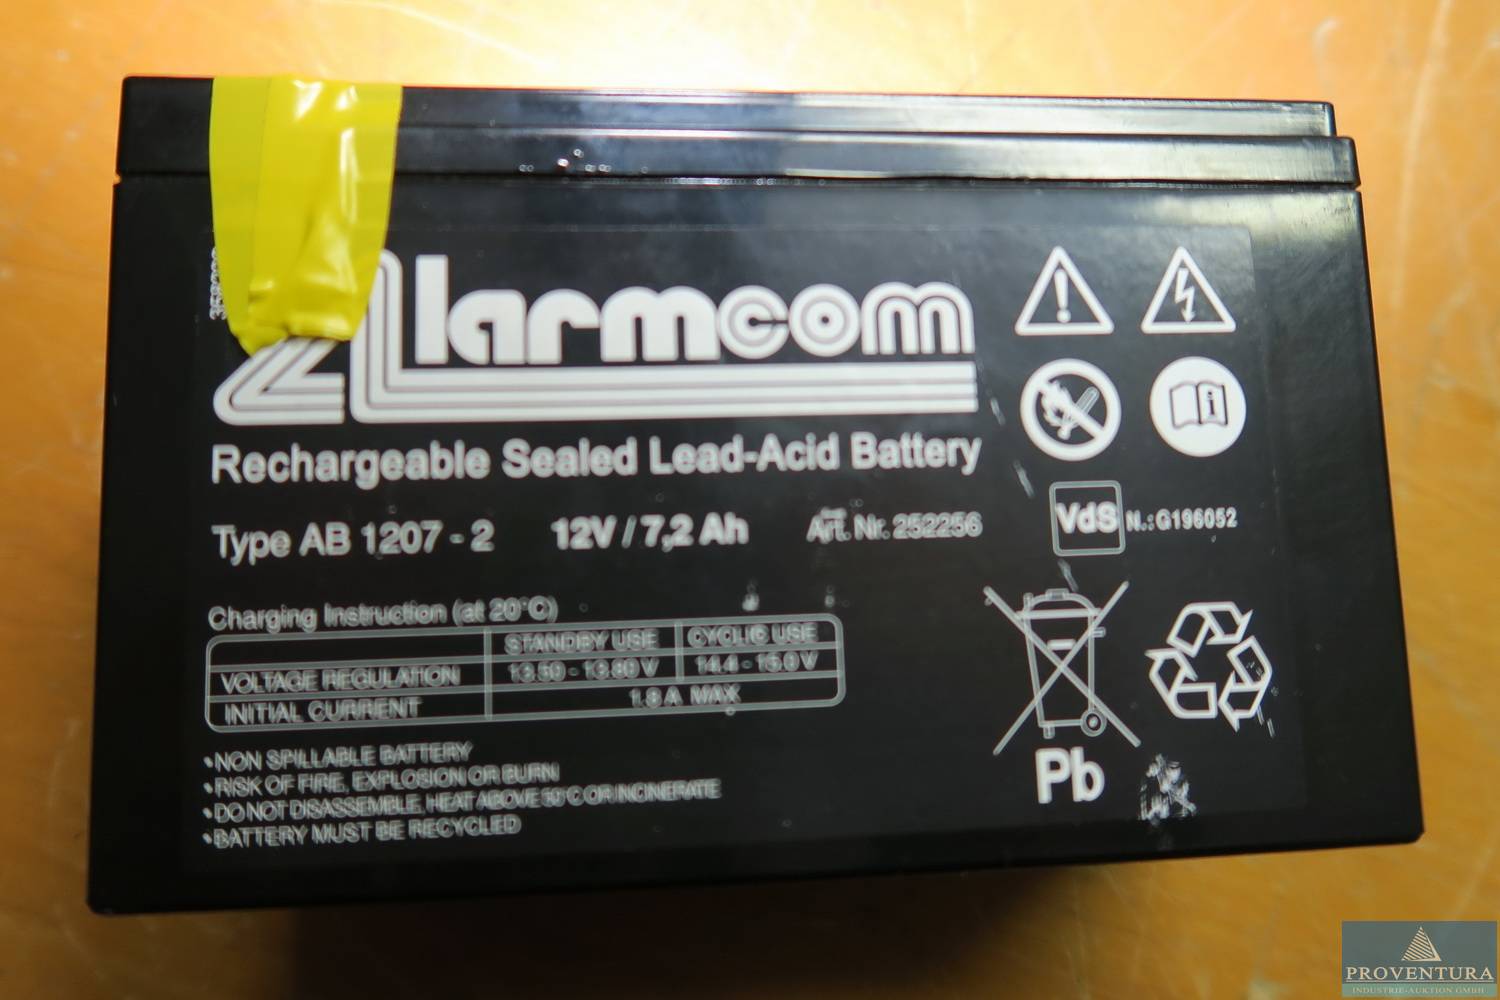 Alarmcom
Rechargeable Sealed Lead-Acid Battery
Type AB 1207 - 2 12V / 7,2 Ah Art. Nr. 252256
VdS N..:G196052
Charging Instruction (at 20°C)
STANDBY USE CYCLIC USE
VOLTAGE REGULATION 13.50 - 13.80 V 14.4 - 15.0 V
INITIAL CURRENT 1.8 A MAX
•NON SPILLABLE BATTERY
•RISK OF FIRE, EXPLOSION OR BURN
•DO NOT DISASSEMBLE, HEAT ABOVE 50°C OR INCINERATE
•BATTERY MUST BE RECYCLED
Pb
PROVENTURA
INDUSTRIE-AUKTION GMBH